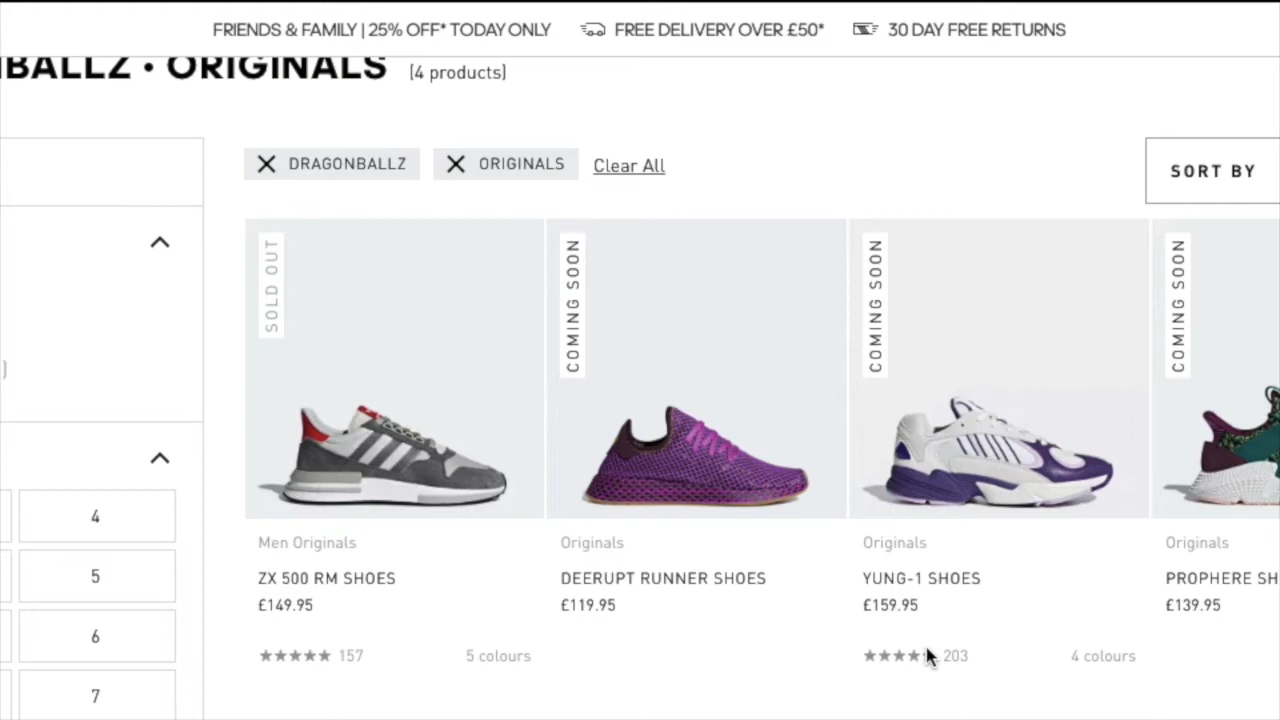 FRIENDS & FAMILY | 25% OFF* TODAY ONLY FREE DELIVERY OVER £50* 30 DAY FREE RETURNS
BALLZ • ORIGINALS [4 products]
DRAGONBALLZ ORIGINALS Clear All
SORT BY
SOLD OUT
COMING SOON
COMING SOON
COMING SOON
)
4
5
6
7
Men Originals
ZX 500 RM SHOES
£149.95
157 5 colours
Originals
DEERUPT RUNNER SHOES
£119.95
Originals
YUNG-1 SHOES
£159.95
203 4 colours
Originals
PROPHERE SH
£139.95